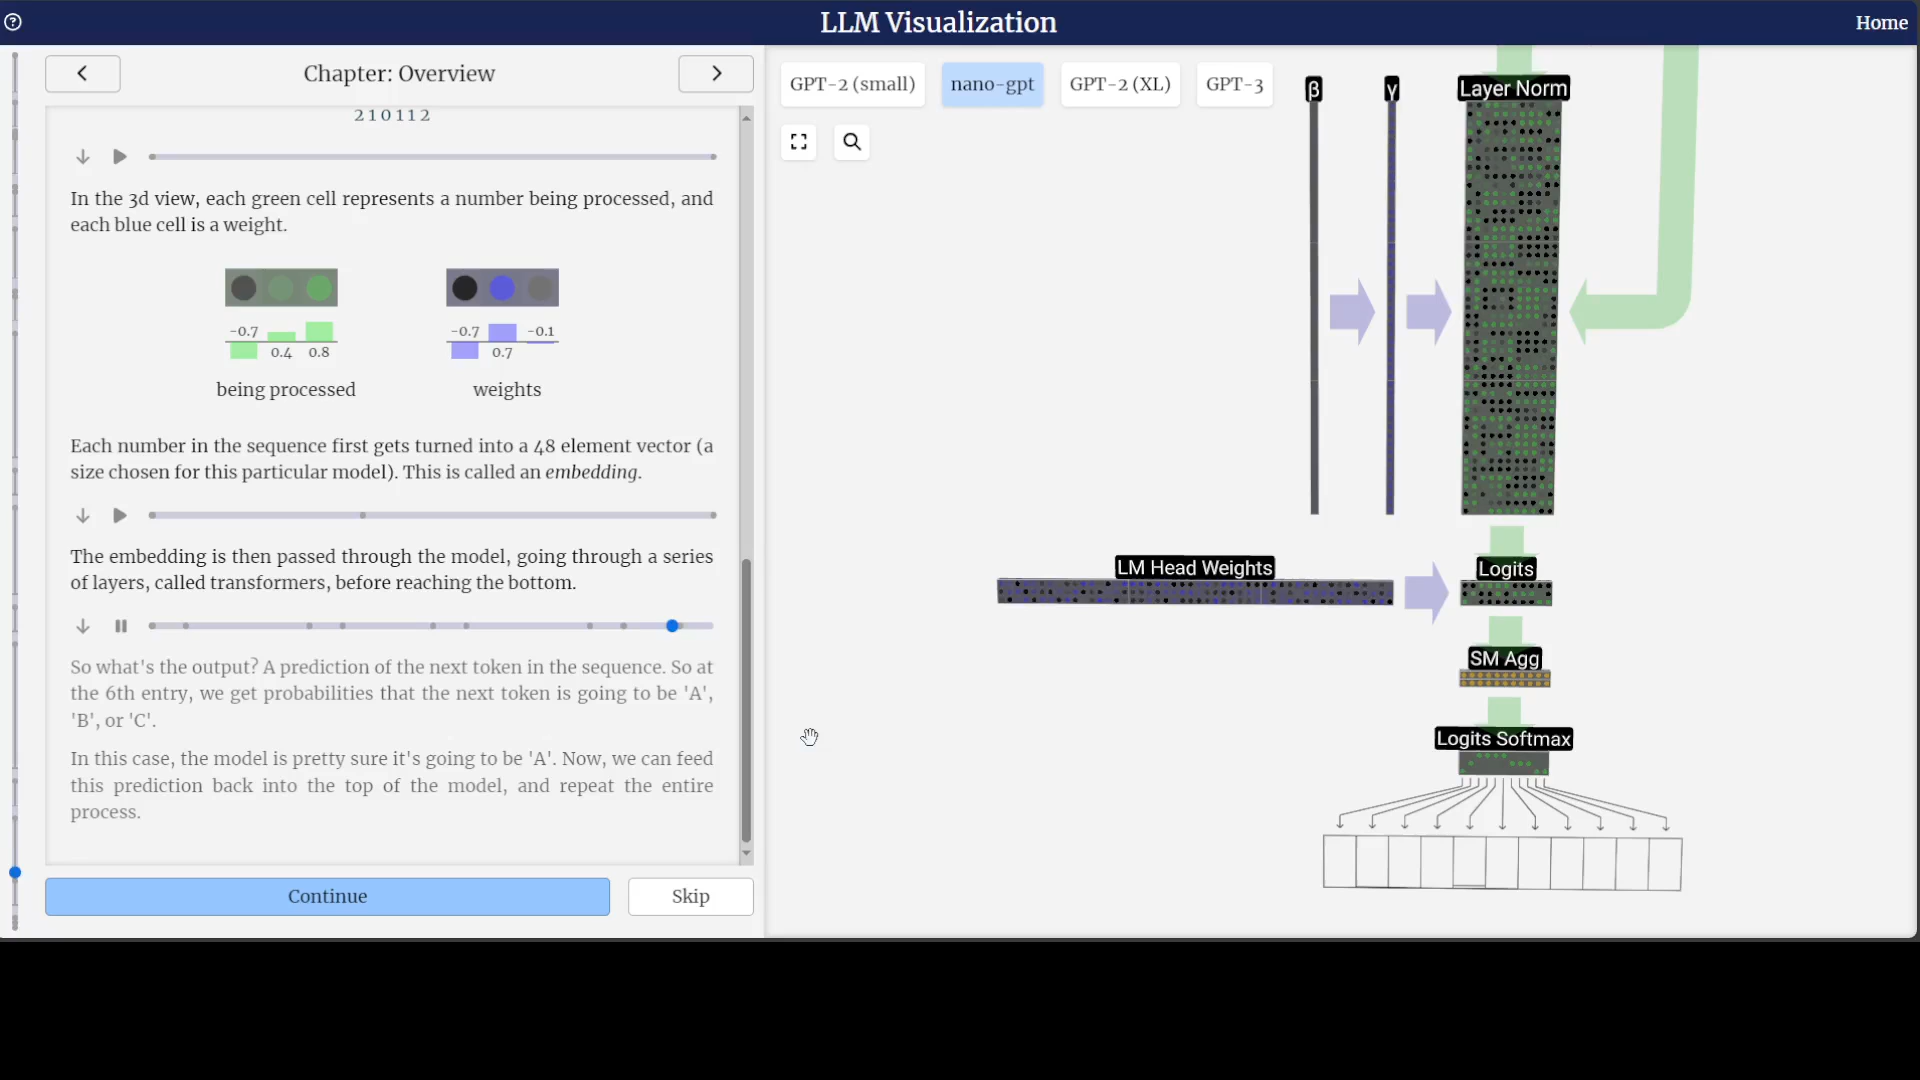 LLM Visualization
Home
Chapter: Overview
2 1 0 1 1 2
In the 3d view, each green cell represents a number being processed, and
each blue cell is a weight.
-0.7
0.4 0.8
being processed
-0.7 -0.1
0.7
weights
Each number in the sequence first gets turned into a 48 element vector (a
size chosen for this particular model). This is called an embedding.
The embedding is then passed through the model, going through a series
of layers, called transformers, before reaching the bottom.
So what's the output? A prediction of the next token in the sequence. So at
the 6th entry, we get probabilities that the next token is going to be 'A',
'B', or 'C'.
In this case, the model is pretty sure it's going to be 'A'. Now, we can feed
this prediction back into the top of the model, and repeat the entire
process.
Continue
Skip
GPT-2 (small)
nano-gpt
GPT-2 (XL)
GPT-3
β
γ
Layer Norm
LM Head Weights
Logits
SM Agg
Logits Softmax